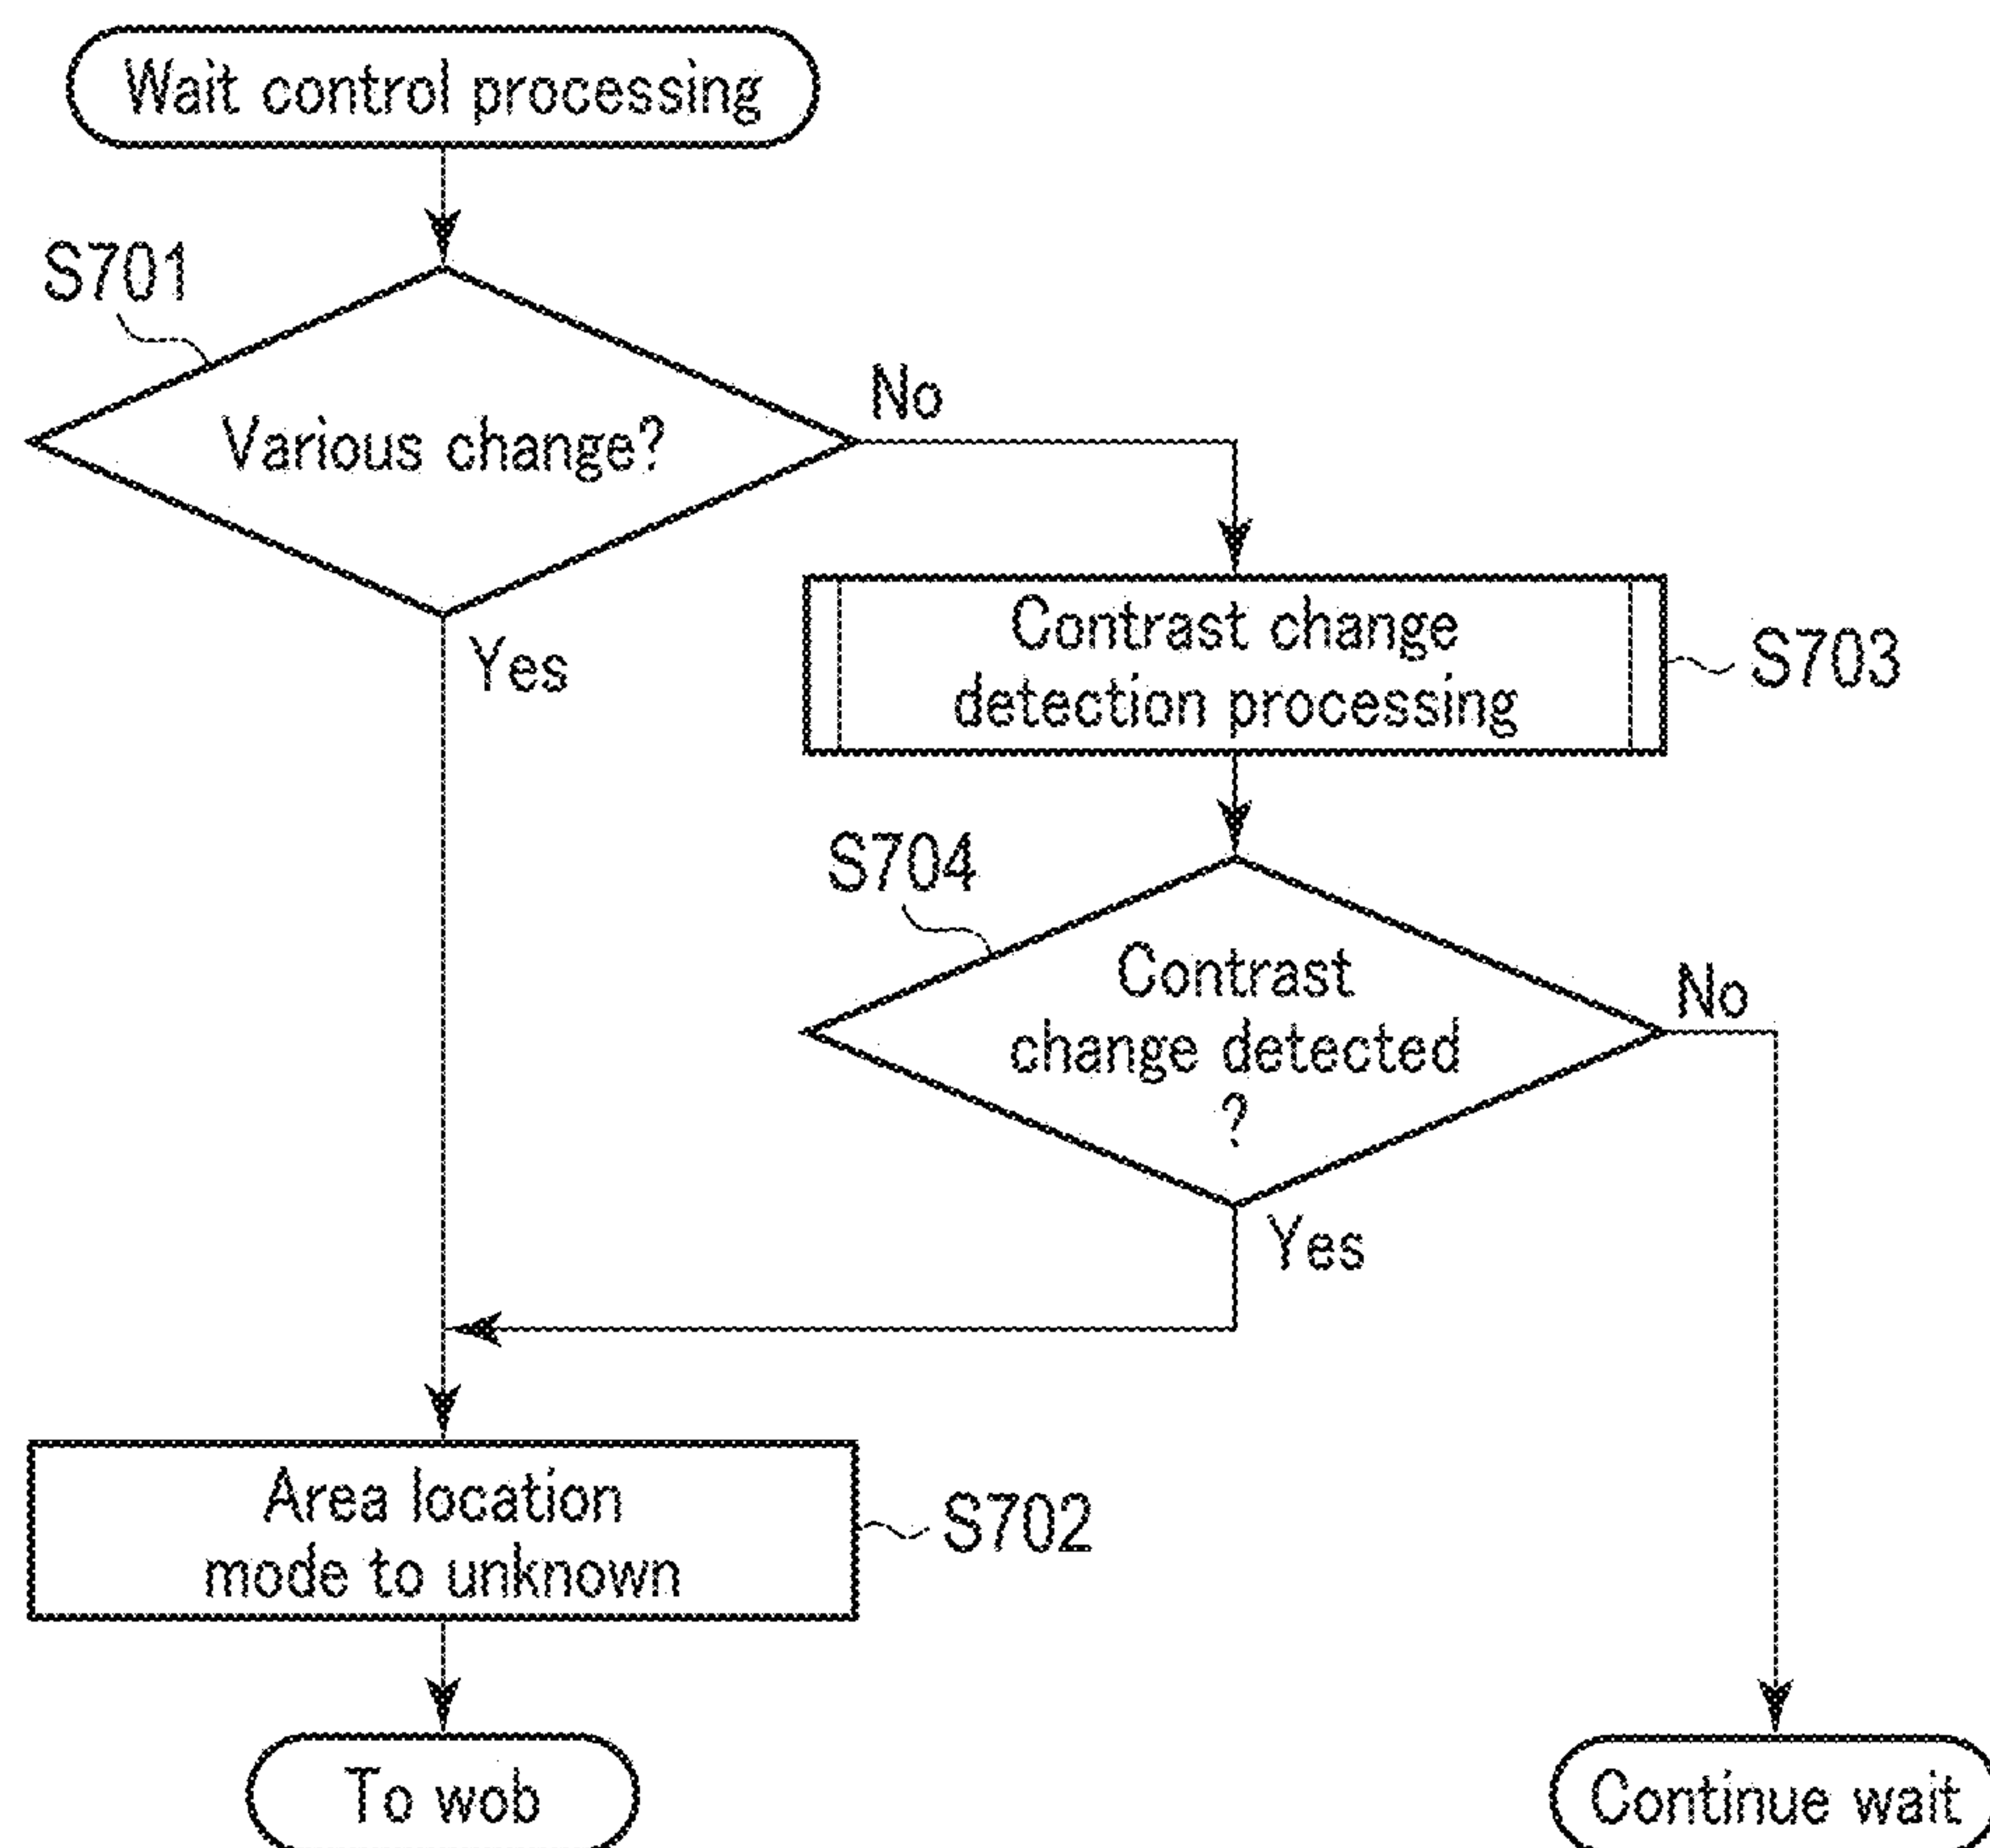 Wait control processing
S701
Various change?
No
Yes
Contrast change
detection processing
S703
S704
Contrast
change detected
?
No
Yes
Area location
mode to unknown
S702
To wob
Continue wait